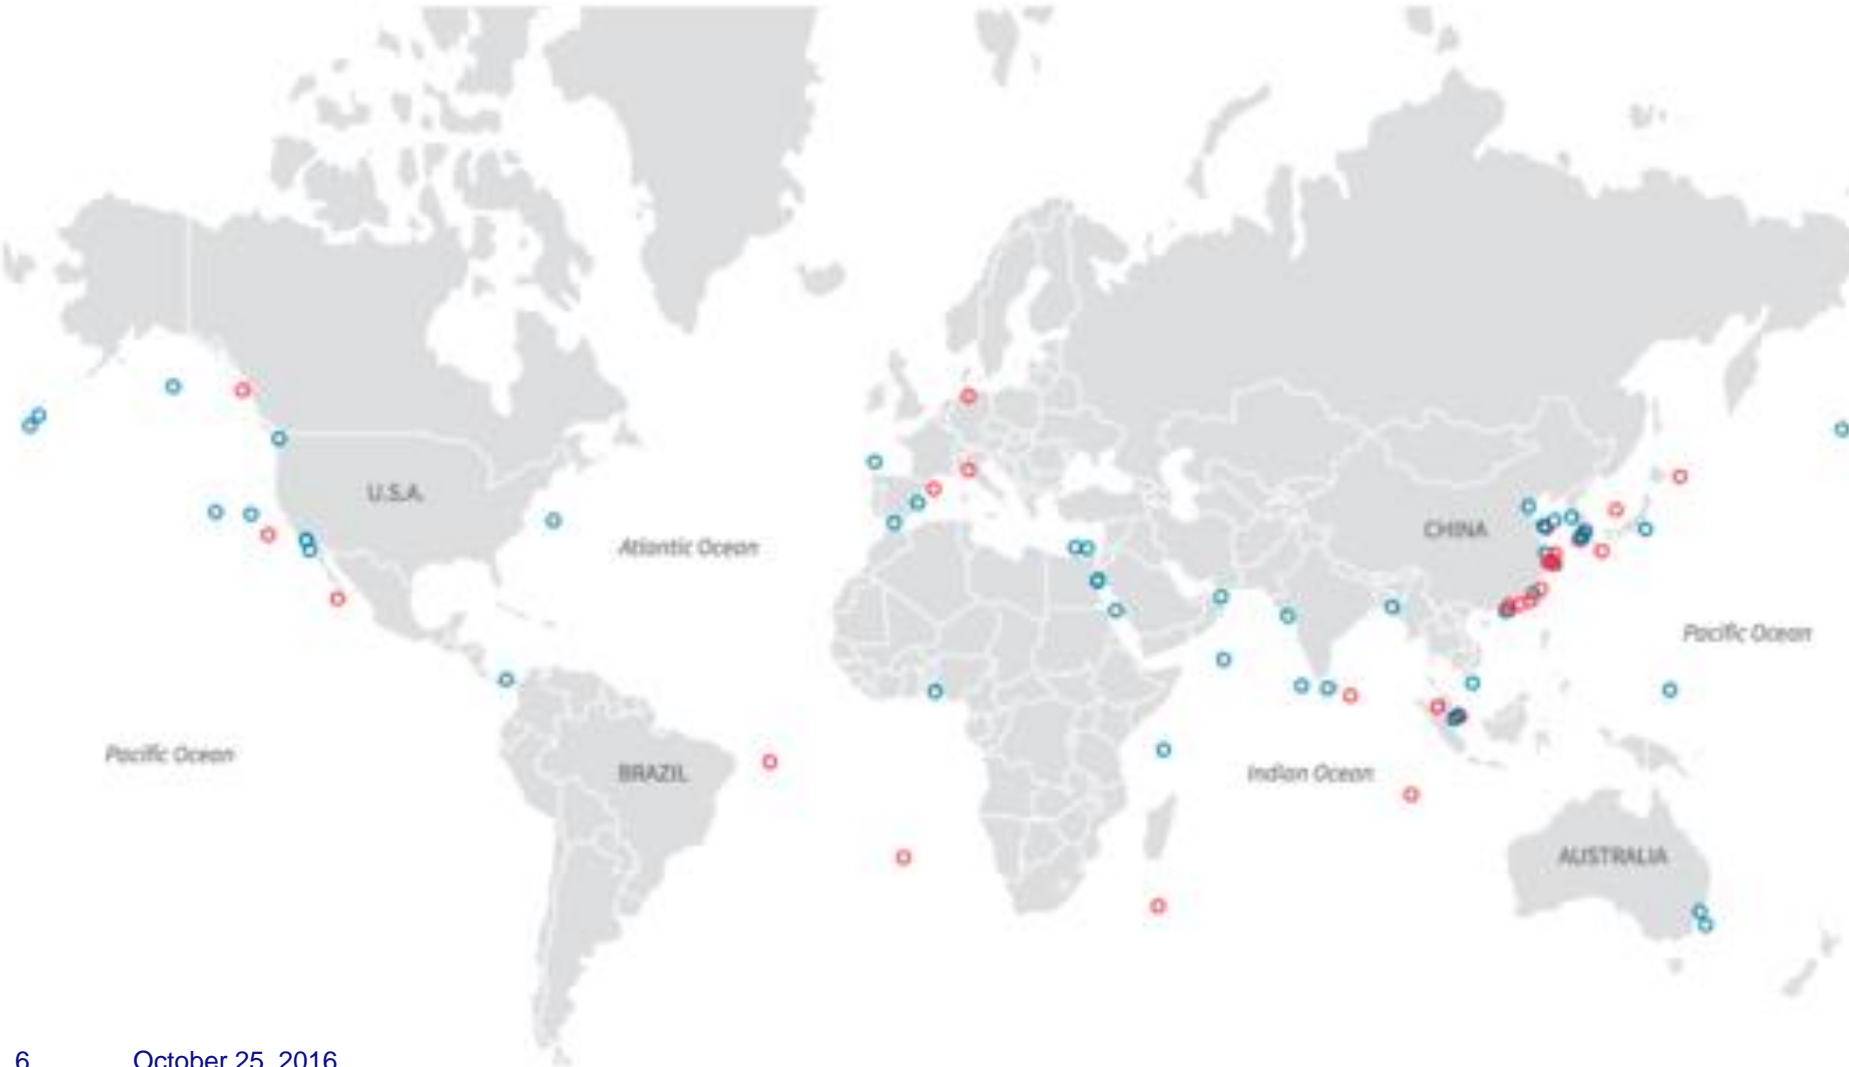 U.S.A.
CHINA
Atlantic Ocean
Pacific Ocean
Pacific Ocean
BRAZIL
Indian Ocean
AUSTRALIA
6 October 25, 2016